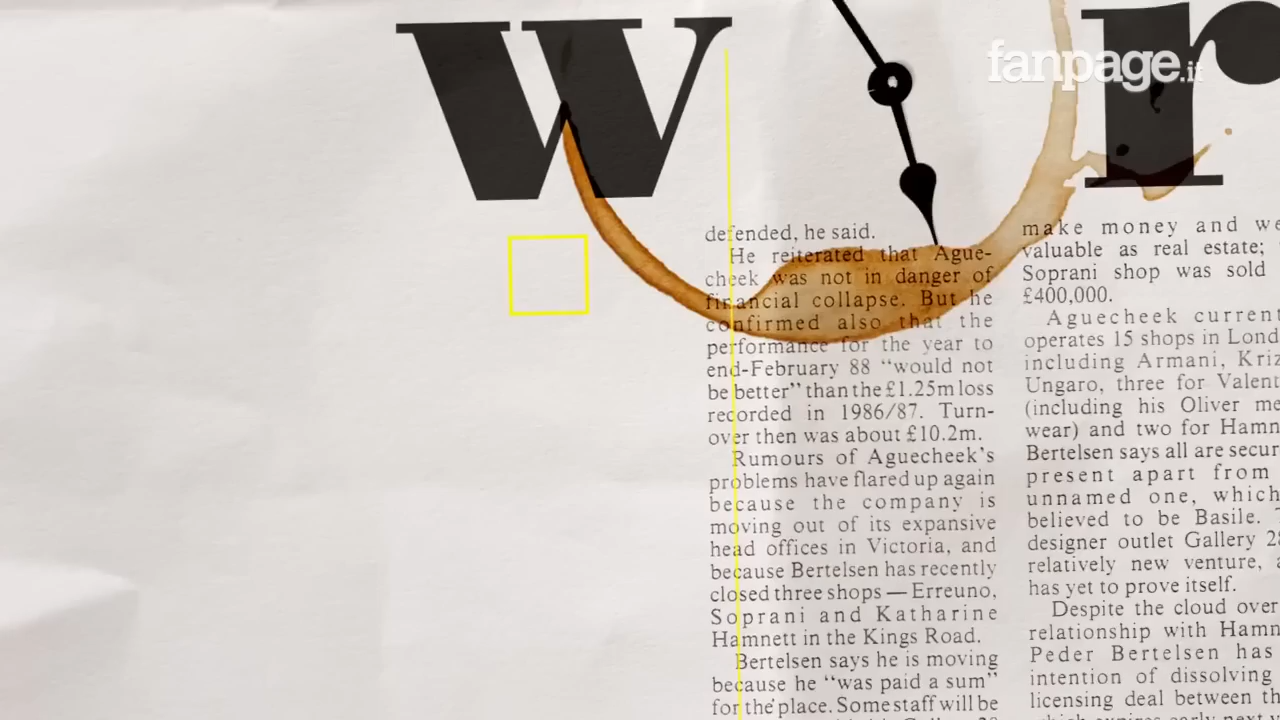 w r
fanpage.it
defended, he said.
He reiterated that Ague-
cheek was not in danger of
financial collapse. But he
confirmed also that the
performance for the year to
end-February 88 “would not
be better” than the £1.25m loss
recorded in 1986/87. Turn-
over then was about £10.2m.
Rumours of Aguecheek's
problems have flared up again
because the company is
moving out of its expansive
head offices in Victoria, and
because Bertelsen has recently
closed three shops — Erreuno,
Soprani and Katharine
Hamnett in the Kings Road.
Bertelsen says he is moving
because he “was paid a sum”
for the place. Some staff will be
make money and we
valuable as real estate;
Soprani shop was sold
£400,000.
Aguecheek current
operates 15 shops in Lond
including Armani, Kriz
Ungaro, three for Valent
(including his Oliver me
wear) and two for Hamn
Bertelsen says all are secur
present apart from
unnamed one, which
believed to be Basile.
designer outlet Gallery 28
relatively new venture, a
has yet to prove itself.
Despite the cloud over
relationship with Hamn
Peder Bertelsen has
intention of dissolving
licensing deal between th